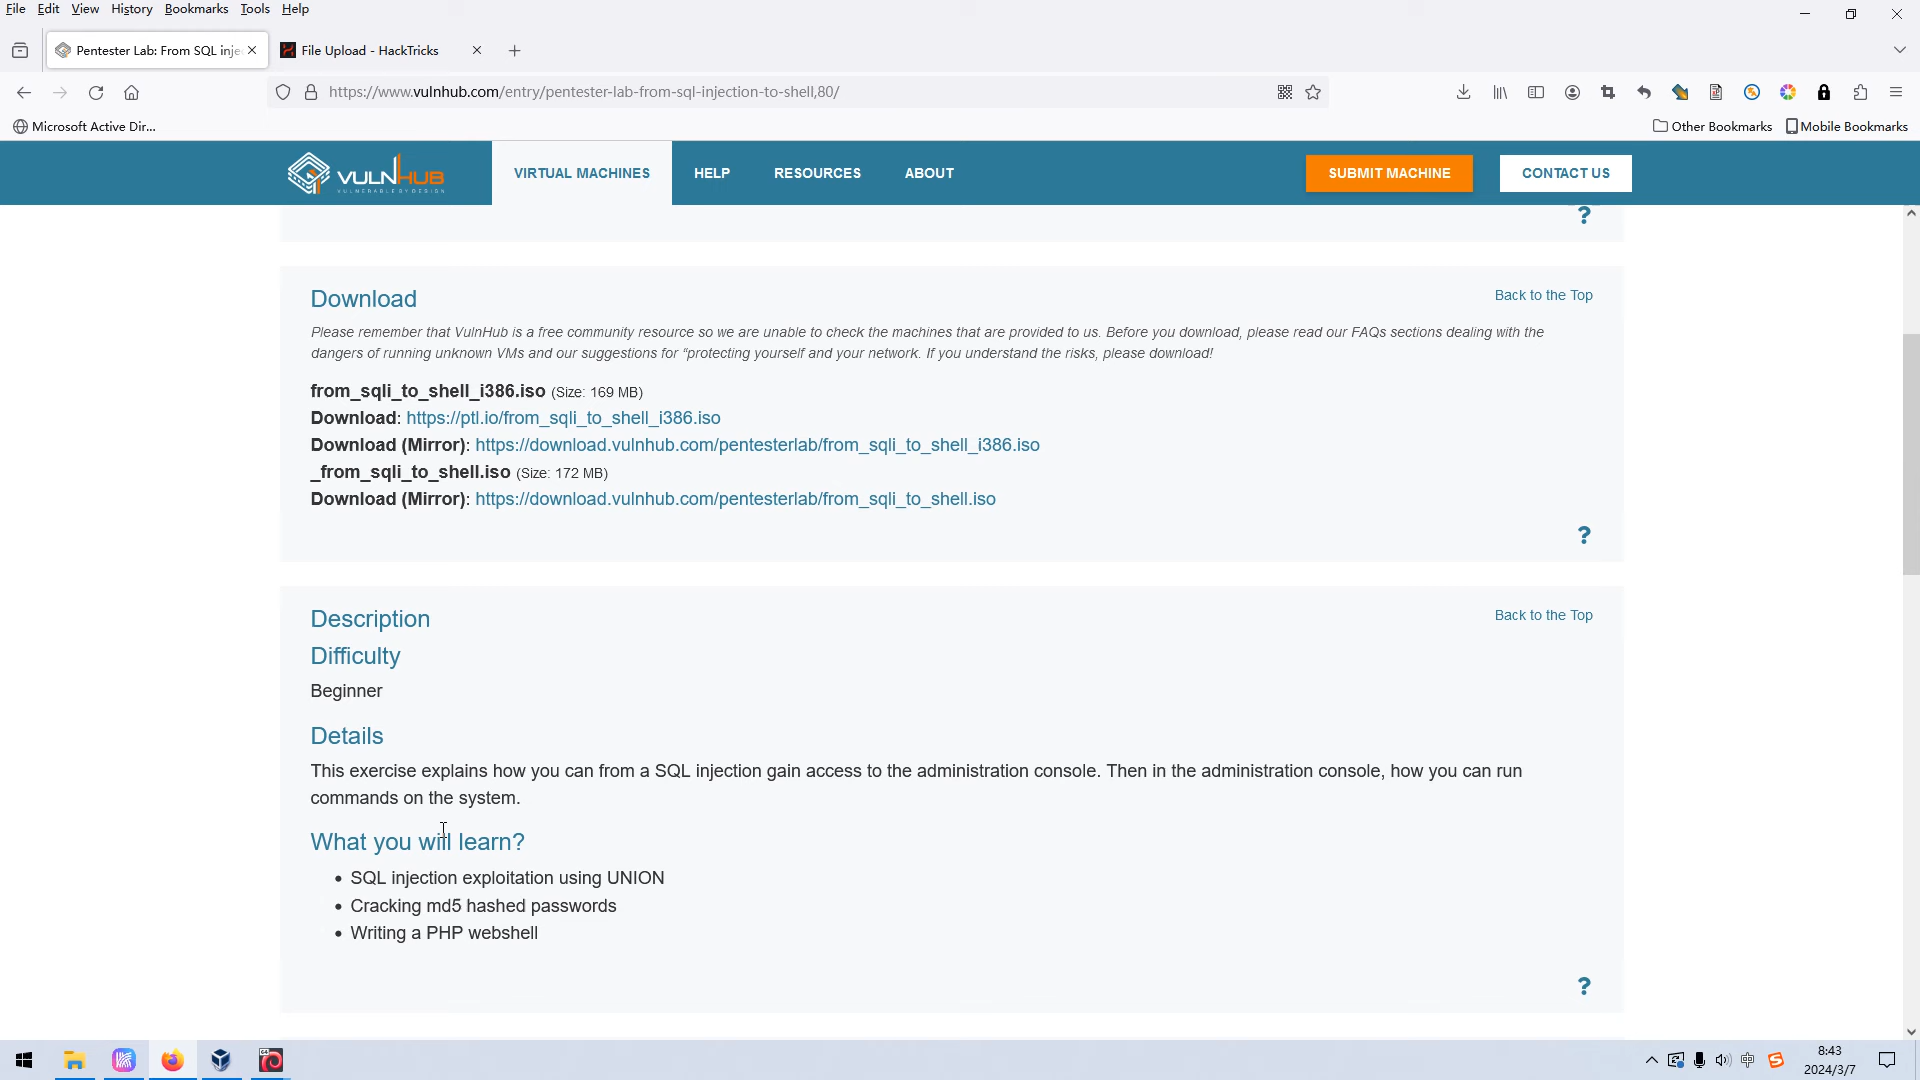 File Edit View History Bookmarks Tools Help
Pentester Lab: From SQL inje
File Upload - HackTricks
https://www.vulnhub.com/entry/pentester-lab-from-sql-injection-to-shell,80/
Microsoft Active Dir...
Other Bookmarks
Mobile Bookmarks
VULNHUB
VULNERABLE BY DESIGN
VIRTUAL MACHINES
HELP
RESOURCES
ABOUT
SUBMIT MACHINE
CONTACT US
?
Download
Back to the Top
Please remember that VulnHub is a free community resource so we are unable to check the machines that are provided to us. Before you download, please read our FAQs sections dealing with the
dangers of running unknown VMs and our suggestions for “protecting yourself and your network. If you understand the risks, please download!
from_sqli_to_shell_i386.iso (Size: 169 MB)
Download: https://ptl.io/from_sqli_to_shell_i386.iso
Download (Mirror): https://download.vulnhub.com/pentesterlab/from_sqli_to_shell_i386.iso
_from_sqli_to_shell.iso (Size: 172 MB)
Download (Mirror): https://download.vulnhub.com/pentesterlab/from_sqli_to_shell.iso
?
Description
Back to the Top
Difficulty
Beginner
Details
This exercise explains how you can from a SQL injection gain access to the administration console. Then in the administration console, how you can run
commands on the system.
What you will learn?
• SQL injection exploitation using UNION
• Cracking md5 hashed passwords
• Writing a PHP webshell
?
中
8:43
2024/3/7